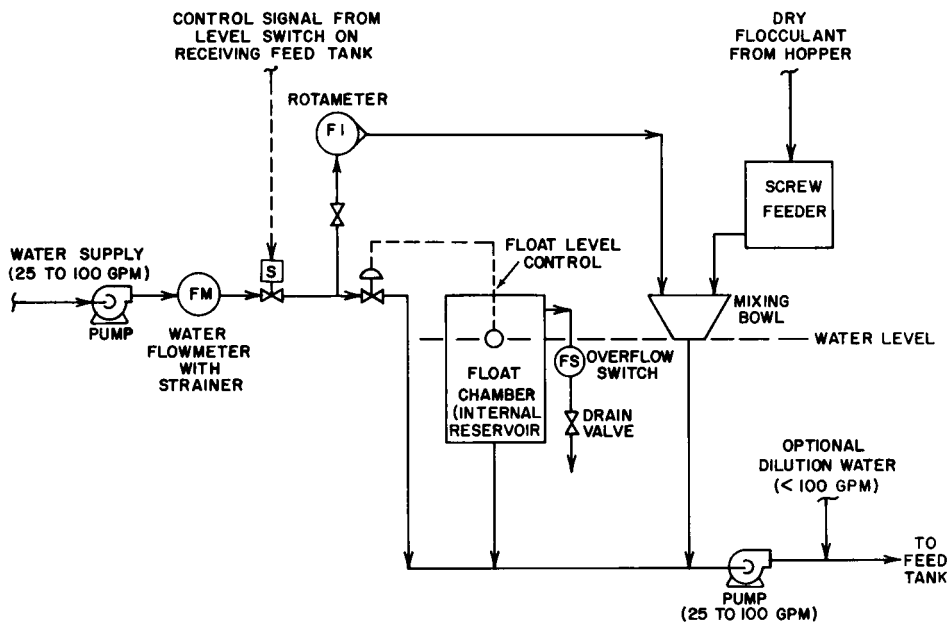 CONTROL SIGNAL FROM
LEVEL SWITCH ON
RECEIVING FEED TANK
DRY
FLOCCULANT
FROM HOPPER
ROTAMETER
FI
SCREW
FEEDER
WATER SUPPLY
(25 TO 100 GPM)
S
FM
PUMP
WATER
FLOWMETER
WITH
STRAINER
FLOAT LEVEL
CONTROL
MIXING
BOWL
WATER LEVEL
FS
OVERFLOW
SWITCH
FLOAT
CHAMBER
(INTERNAL
RESERVOIR
DRAIN
VALVE
OPTIONAL
DILUTION WATER
(< 100 GPM)
TO
FEED
TANK
PUMP
(25 TO 100 GPM)